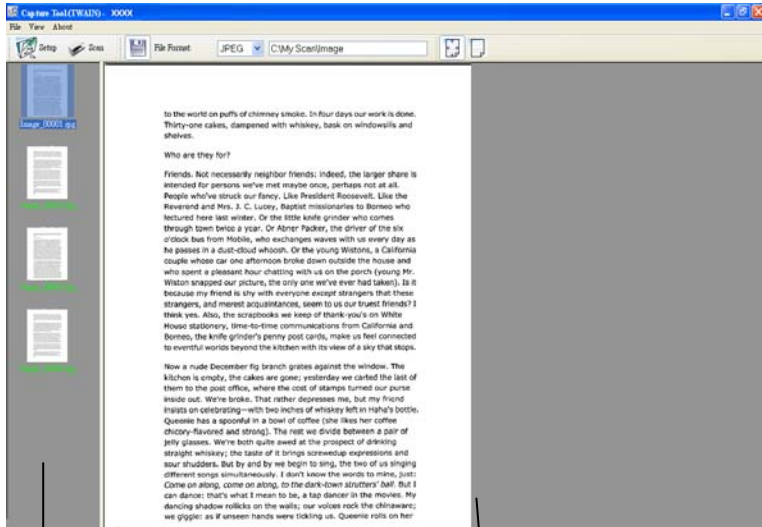 Capture Tool(TWAIN) - XXXX
File View About
Setup Scan File Format: JPEG C:\My Scan\Image
Image_00001.jpg
to the world on puffs of chimney smoke. In four days our work is done.
Thirty-one cakes, dampened with whiskey, bask on windowsills and
shelves.
Who are they for?
Friends. Not necessarily neighbor friends: indeed, the larger share is
intended for persons we've met maybe once, perhaps not at all.
People who've struck our fancy. Like President Roosevelt. Like the
Reverend and Mrs. J. C. Lucey, Baptist missionaries to Borneo who
lectured here last winter. Or the little knife grinder who comes
through town twice a year. Or Abner Packer, the driver of the six
o'clock bus from Mobile, who exchanges waves with us every day as
he passes in a dust-cloud whoosh. Or the young Wistons, a California
couple whose car one afternoon broke down outside the house and
who spent a pleasant hour chatting with us on the porch (young Mr.
Wiston snapped our picture, the only one we've ever had taken). Is it
because my friend is shy with everyone except strangers that these
strangers, and merest acquaintances, seem to us our truest friends? I
think yes. Also, the scrapbooks we keep of thank-you's on White
House stationery, time-to-time communications from California and
Borneo, the knife grinder's penny post cards, make us feel connected
to eventful worlds beyond the kitchen with its view of a sky that stops.
Now a nude December fig branch grates against the window. The
kitchen is empty, the cakes are gone; yesterday we carted the last of
them to the post office, where the cost of stamps turned our purse
inside out. We're broke. That rather depresses me, but my friend
insists on celebrating—with two inches of whiskey left in Haha's bottle.
Queenie has a spoonful in a bowl of coffee (she likes her coffee
chicory-flavored and strong). The rest we divide between a pair of
jelly glasses. We're both quite awed at the prospect of drinking
straight whiskey; the taste of it brings screwedup expressions and
sour shudders. But by and by we begin to sing, the two of us singing
different songs simultaneously. I don't know the words to mine, just:
Come on along, come on along, to the dark-town strutters' ball. But I
can dance: that's what I mean to be, a tap dancer in the movies. My
dancing shadow rollicks on the walls; our voices rock the chinaware;
we giggle: as if unseen hands were tickling us. Queenie rolls on her